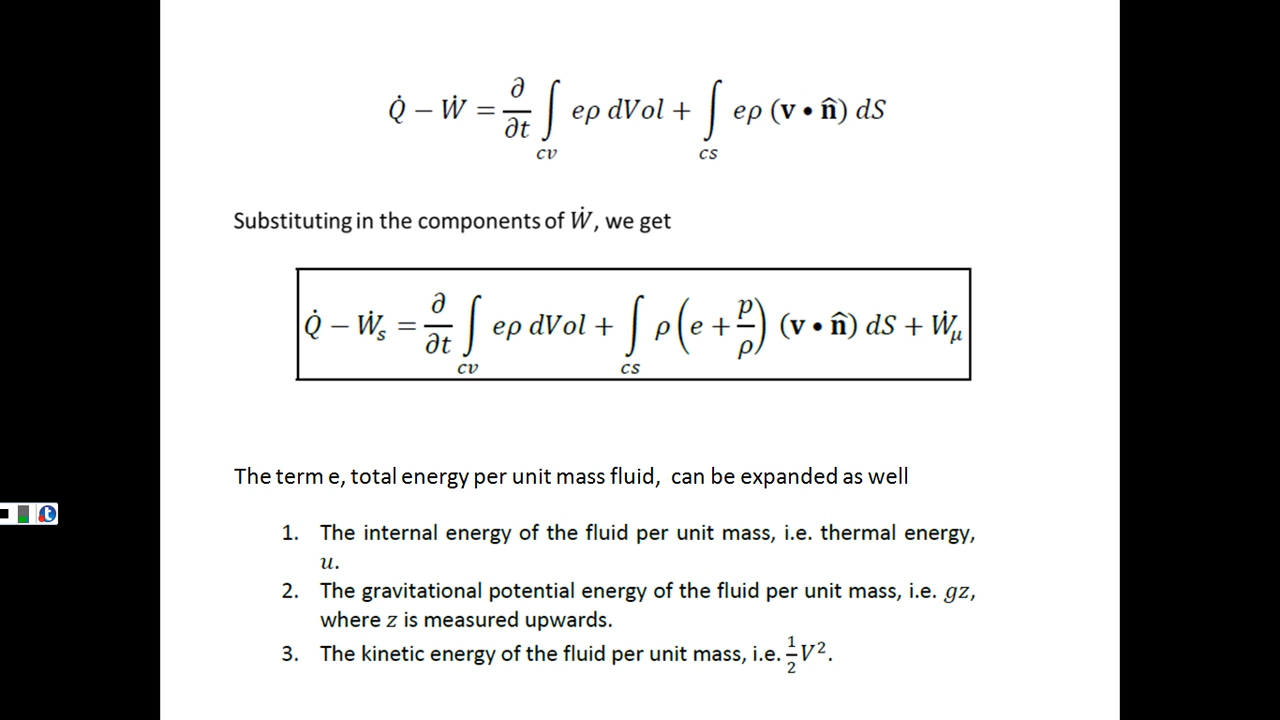 Q̇ − Ẇ = ∂/∂t ∫cv eρ dVol + ∫cs eρ (v • n̂) dS
Substituting in the components of Ẇ, we get
Q̇ − Ẇₛ = ∂/∂t ∫cv eρ dVol + ∫cs ρ(e + p/ρ) (v • n̂) dS + Ẇμ
The term e, total energy per unit mass fluid, can be expanded as well
1. The internal energy of the fluid per unit mass, i.e. thermal energy,
u.
2. The gravitational potential energy of the fluid per unit mass, i.e. gz,
where z is measured upwards.
3. The kinetic energy of the fluid per unit mass, i.e. ½V².